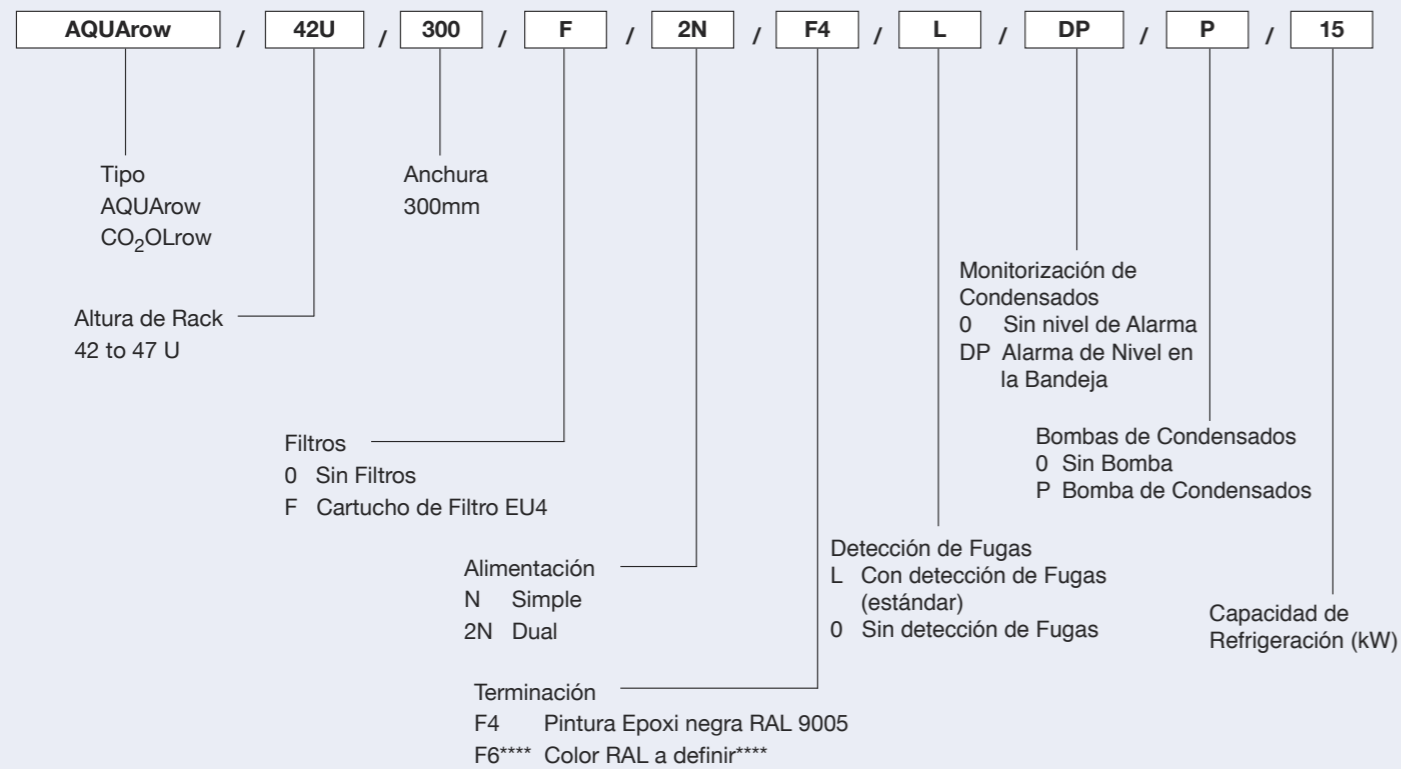 AQUArow / 42U / 300 / F / 2N / F4 / L / DP / P / 15
Tipo
AQUArow
CO₂OLrow
Anchura
300mm
Altura de Rack
42 to 47 U
Monitorización de
Condensados
0 Sin nivel de Alarma
DP Alarma de Nivel en
la Bandeja
Filtros
0 Sin Filtros
F Cartucho de Filtro EU4
Bombas de Condensados
0 Sin Bomba
P Bomba de Condensados
Alimentación
N Simple
2N Dual
Detección de Fugas
L Con detección de Fugas
(estándar)
0 Sin detección de Fugas
Capacidad de
Refrigeración (kW)
Terminación
F4 Pintura Epoxi negra RAL 9005
F6**** Color RAL a definir****